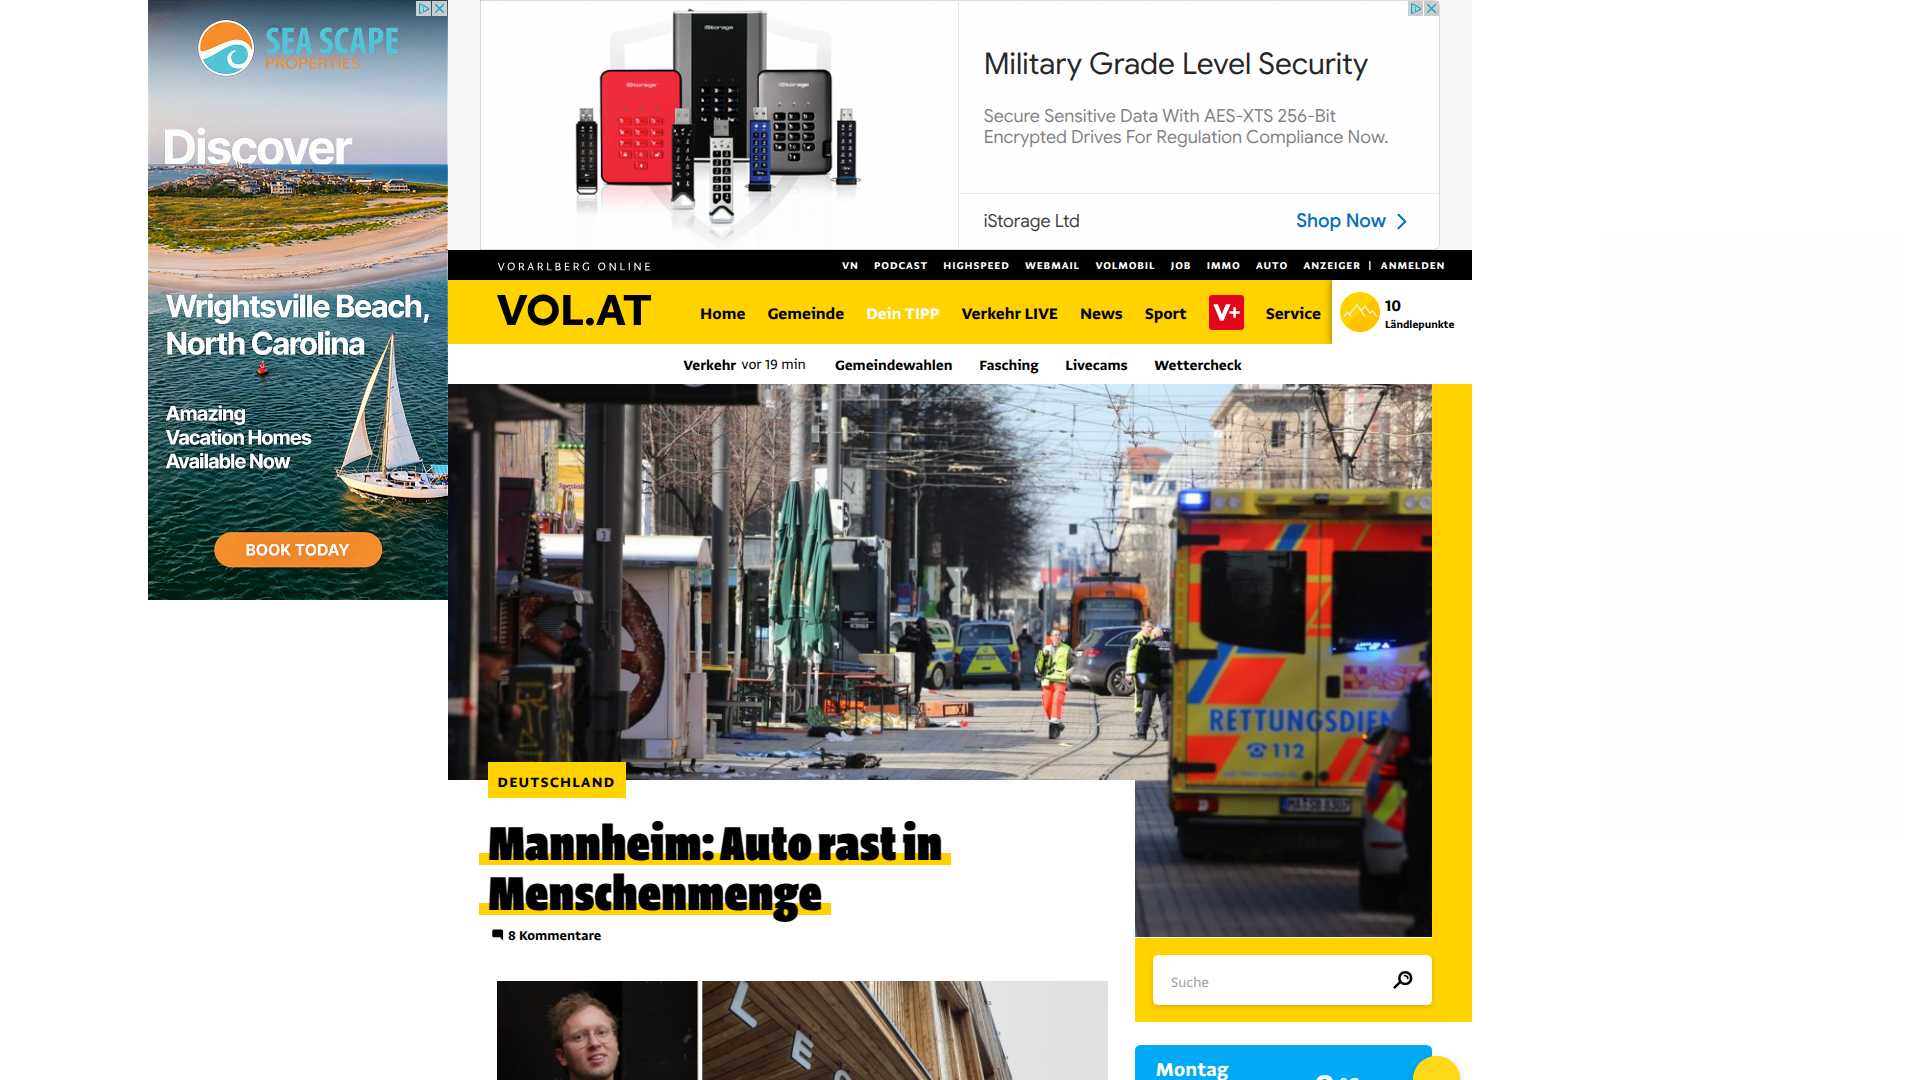 SEA SCAPE
PROPERTIES
Discover
Wrightsville Beach,
North Carolina
Amazing
Vacation Homes
Available Now
BOOK TODAY
iStorage
iStorage
iStorage
Military Grade Level Security
Secure Sensitive Data With AES-XTS 256-Bit
Encrypted Drives For Regulation Compliance Now.
iStorage Ltd
Shop Now
VORARLBERG ONLINE
VN PODCAST HIGHSPEED WEBMAIL VOLMOBIL JOB IMMO AUTO ANZEIGER | ANMELDEN
VOL.AT
Home Gemeinde Dein TIPP Verkehr LIVE News Sport V+ Service
10
Ländlepunkte
Verkehr vor 19 min Gemeindewahlen Fasching Livecams Wettercheck
RETTUNGSDIEN
112
DEUTSCHLAND
Mannheim: Auto rast in
Menschenmenge
8 Kommentare
Suche
L
E
Montag